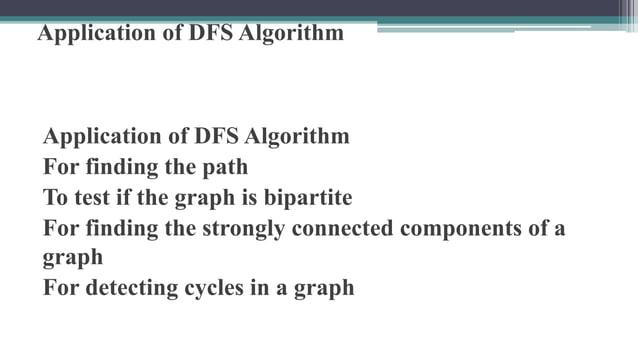 Application of DFS Algorithm
Application of DFS Algorithm
For finding the path
To test if the graph is bipartite
For finding the strongly connected components of a
graph
For detecting cycles in a graph